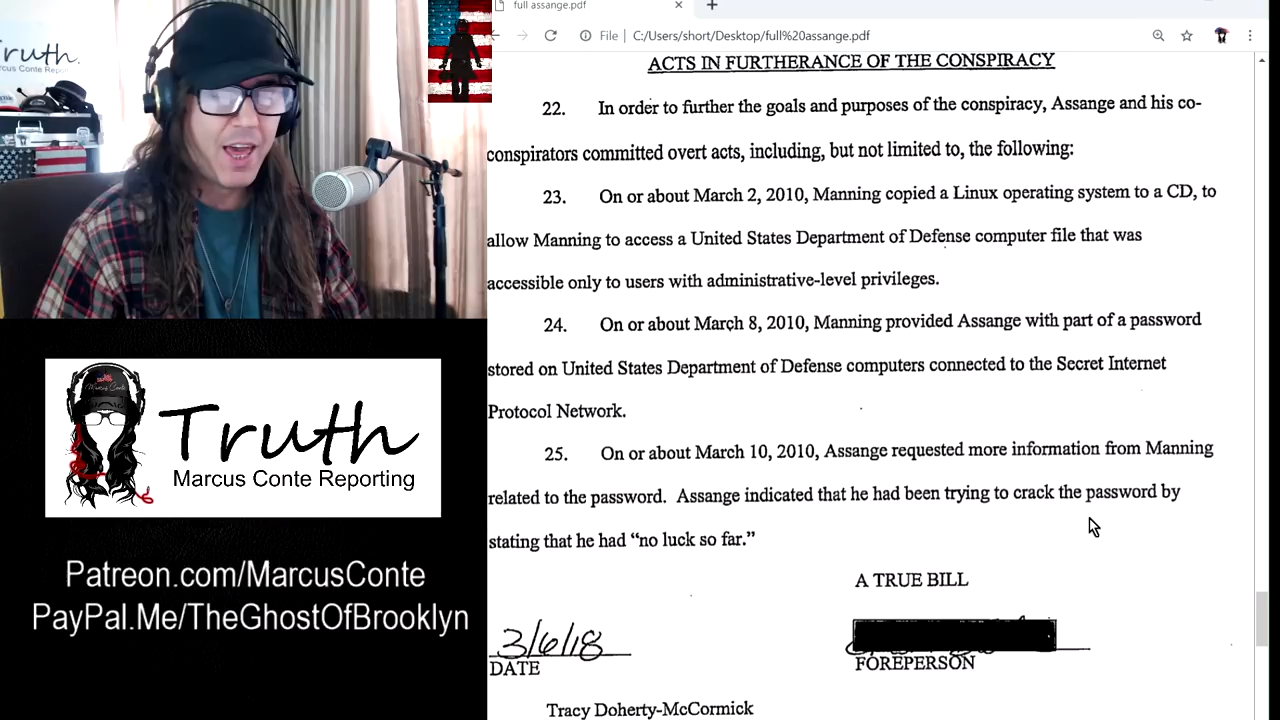 full assange.pdf
File
C:/Users/short/Desktop/full%20assange.pdf
Truth.
ACTS IN FURTHERANCE OF THE CONSPIRACY
22. In order to further the goals and purposes of the conspiracy, Assange and his co-
conspirators committed overt acts, including, but not limited to, the following:
23. On or about March 2, 2010, Manning copied a Linux operating system to a CD, to
allow Manning to access a United States Department of Defense computer file that was
accessible only to users with administrative-level privileges.
24. On or about March 8, 2010, Manning provided Assange with part of a password
stored on United States Department of Defense computers connected to the Secret Internet
Protocol Network.
25. On or about March 10, 2010, Assange requested more information from Manning
related to the password. Assange indicated that he had been trying to crack the password by
stating that he had “no luck so far.”
A TRUE BILL
3/6/18
DATE
FOREPERSON
Tracy Doherty-McCormick
Truth
Marcus Conte Reporting
Patreon.com/MarcusConte
PayPal.Me/TheGhostOfBrooklyn